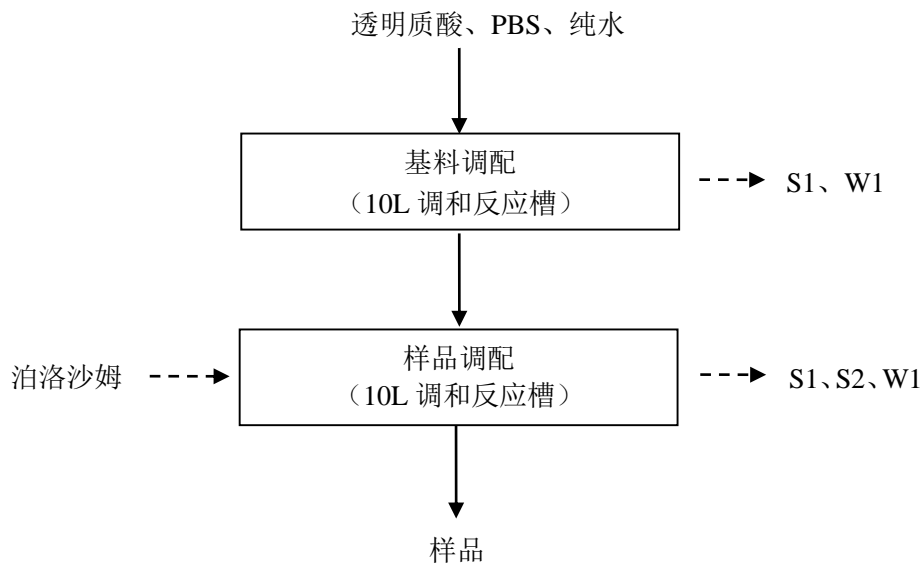 透明质酸、PBS、纯水
基料调配
（10L 调和反应槽）
S1、W1
泊洛沙姆
样品调配
（10L 调和反应槽）
S1、S2、W1
样品